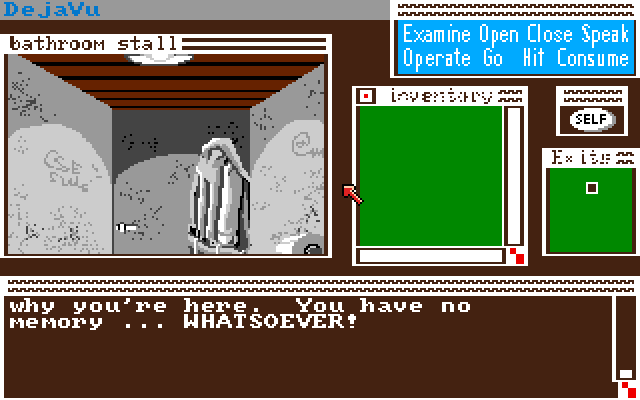 DejaVu
Examine Open Close Speak
Operate Go Hit Consume
bathroom stall
inventory
SELF
Exits
why you're here. You have no
memory ... WHATSOEVER!